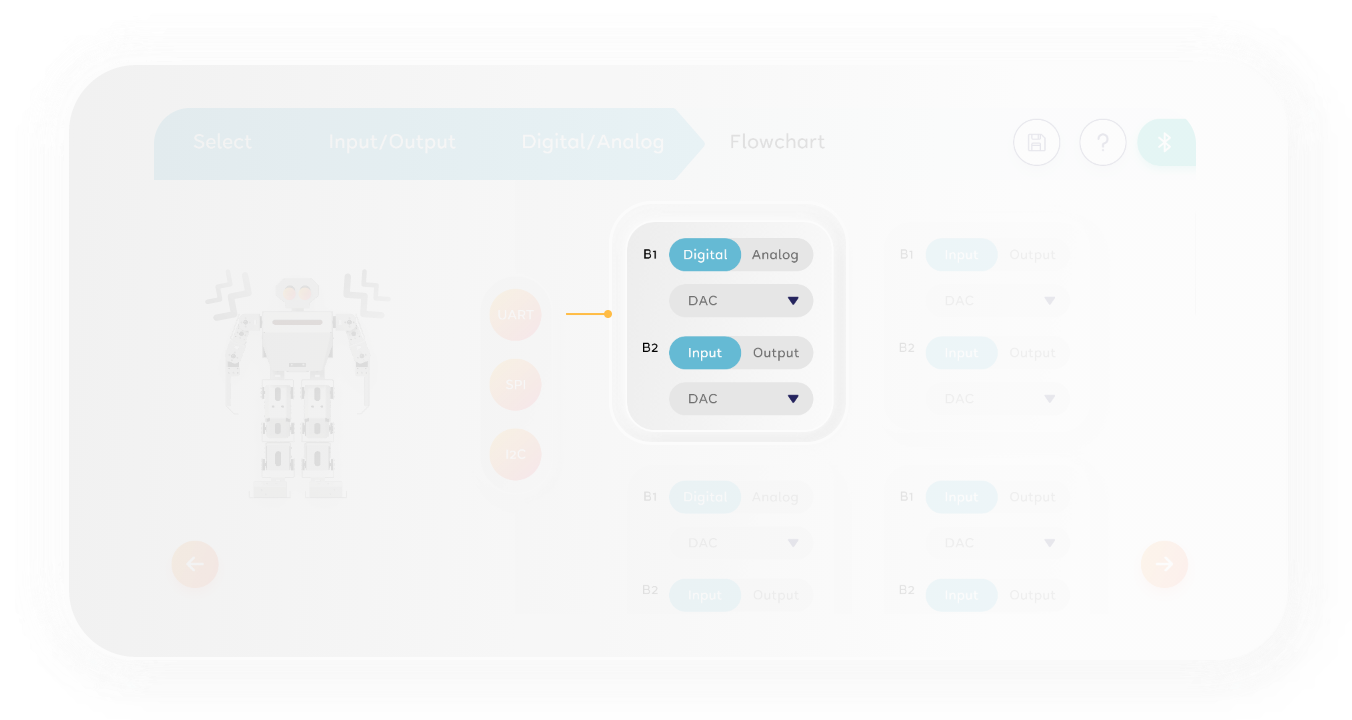 Select Input/Output Digital/Analog Flowchart ?
B1 Digital Analog
DAC
B2 Input Output
DAC
B1 Input Output
DAC
B2 Input Output
DAC
SPI
I2C
B1 Digital Analog
DAC
B2 Input Output
B1 Input Output
DAC
B2 Input Output